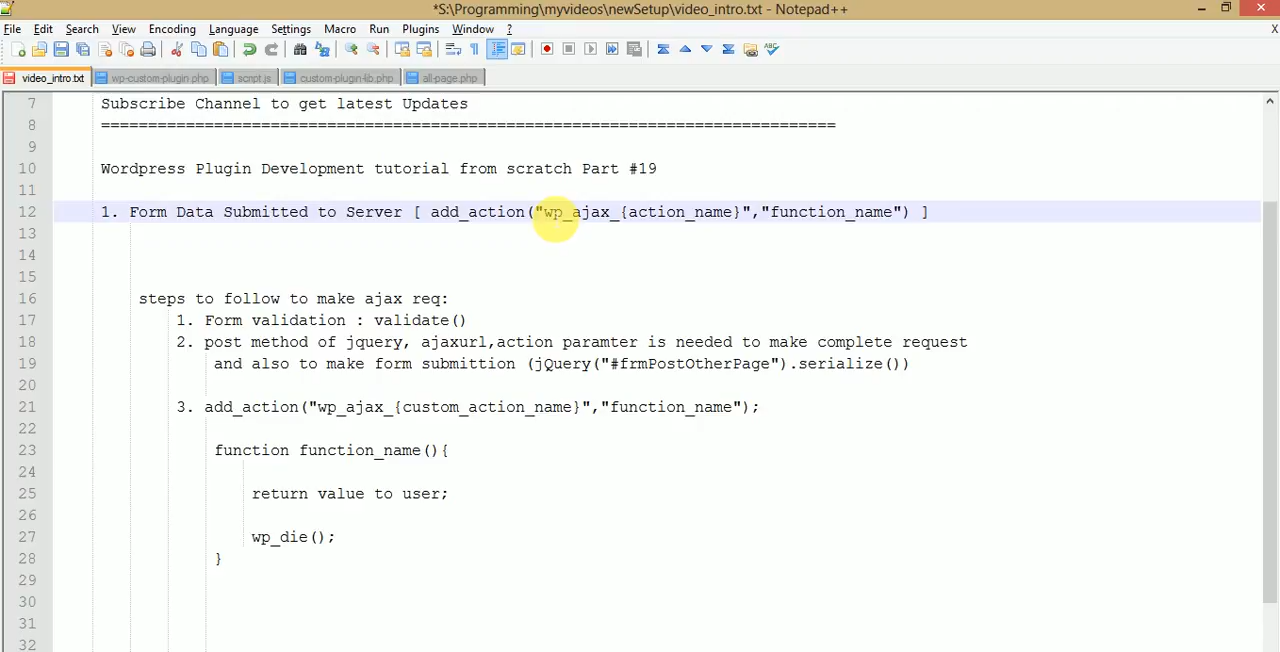 *S:\Programming\myvideos\newSetup\video_intro.txt - Notepad++
File Edit Search View Encoding Language Settings Macro Run Plugins Window ? X
video_intro.txt wp-custom-plugin.php script.js custom-plugin-lib.php all-page.php
7 Subscribe Channel to get latest Updates
8 ==============================================================================
9
10 Wordpress Plugin Development tutorial from scratch Part #19
11
12 1. Form Data Submitted to Server [ add_action("wp_ajax_{action_name}","function_name") ]
13
14
15
16 steps to follow to make ajax req:
17 1. Form validation : validate()
18 2. post method of jquery, ajaxurl,action paramter is needed to make complete request
19 and also to make form submittion (jQuery("#frmPostOtherPage").serialize())
20
21 3. add_action("wp_ajax_{custom_action_name}","function_name");
22
23 function function_name(){
24
25 return value to user;
26
27 wp_die();
28 }
29
30
31
32